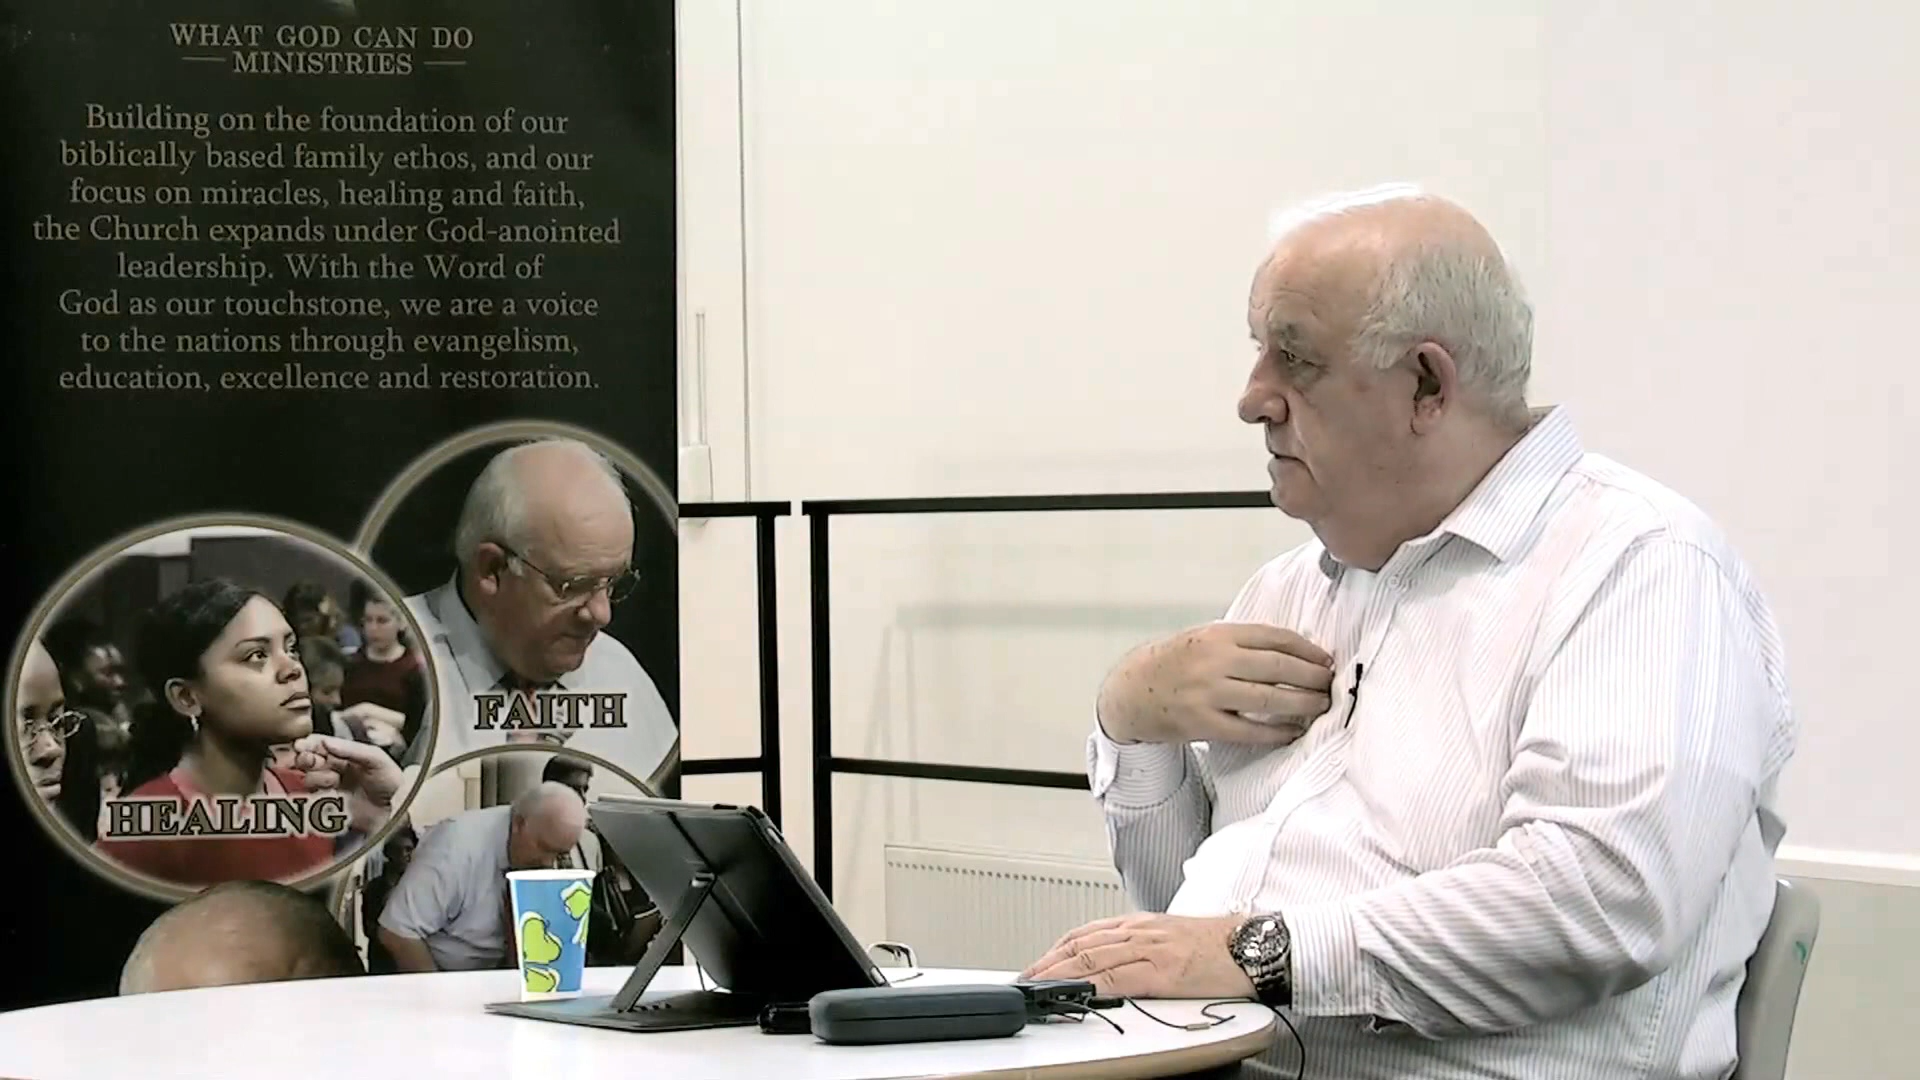 WHAT GOD CAN DO
MINISTRIES
Building on the foundation of our
biblically based family ethos, and our
focus on miracles, healing and faith,
the Church expands under God-anointed
leadership. With the Word of
God as our touchstone, we are a voice
to the nations through evangelism,
education, excellence and restoration.
FAITH
HEALING